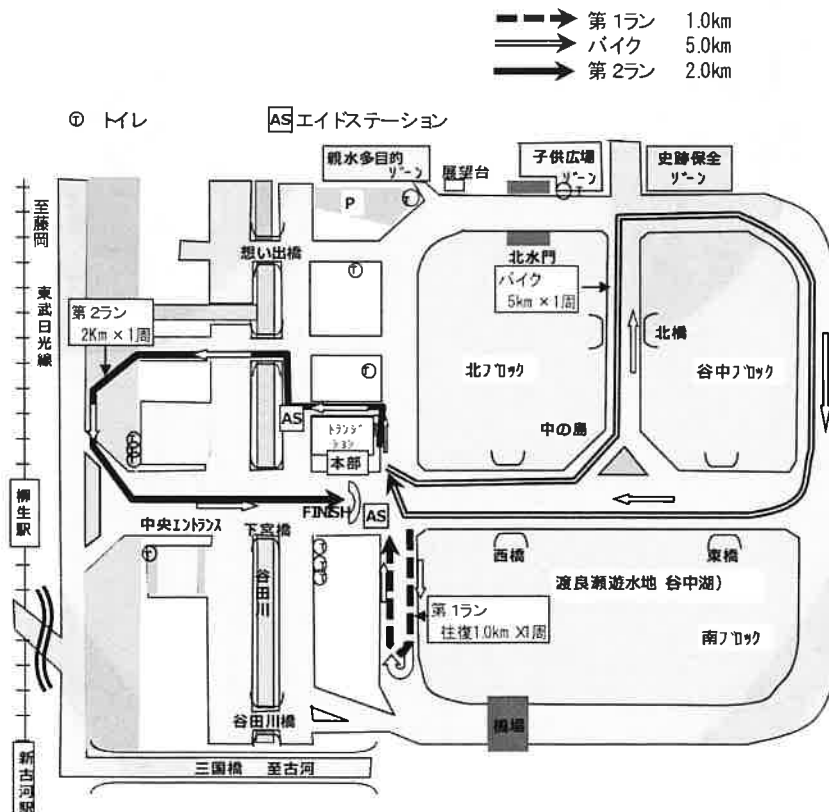 第1ラン 1.0km
バイク 5.0km
第2ラン 2.0km
Ⓣ トイレ
AS エイドステーション
親水多目的
ゾーン
展望台
子供広場
ゾーン
史跡保全
ゾーン
T
P
T
至藤岡
想い出橋
北水門
T
バイク
5km×1周
東武日光線
第2ラン
2Km×1周
北橋
北ブロック
谷中ブロック
T
AS
トランジ
ション
中の島
本部
柳生駅
FINISH
AS
中央エントランス
下宮橋
西橋
東橋
T
谷田川
渡良瀬遊水地 谷中湖)
第1ラン
往復1.0km X1周
南ブロック
谷田川橋
三国橋 至古河
新古河駅